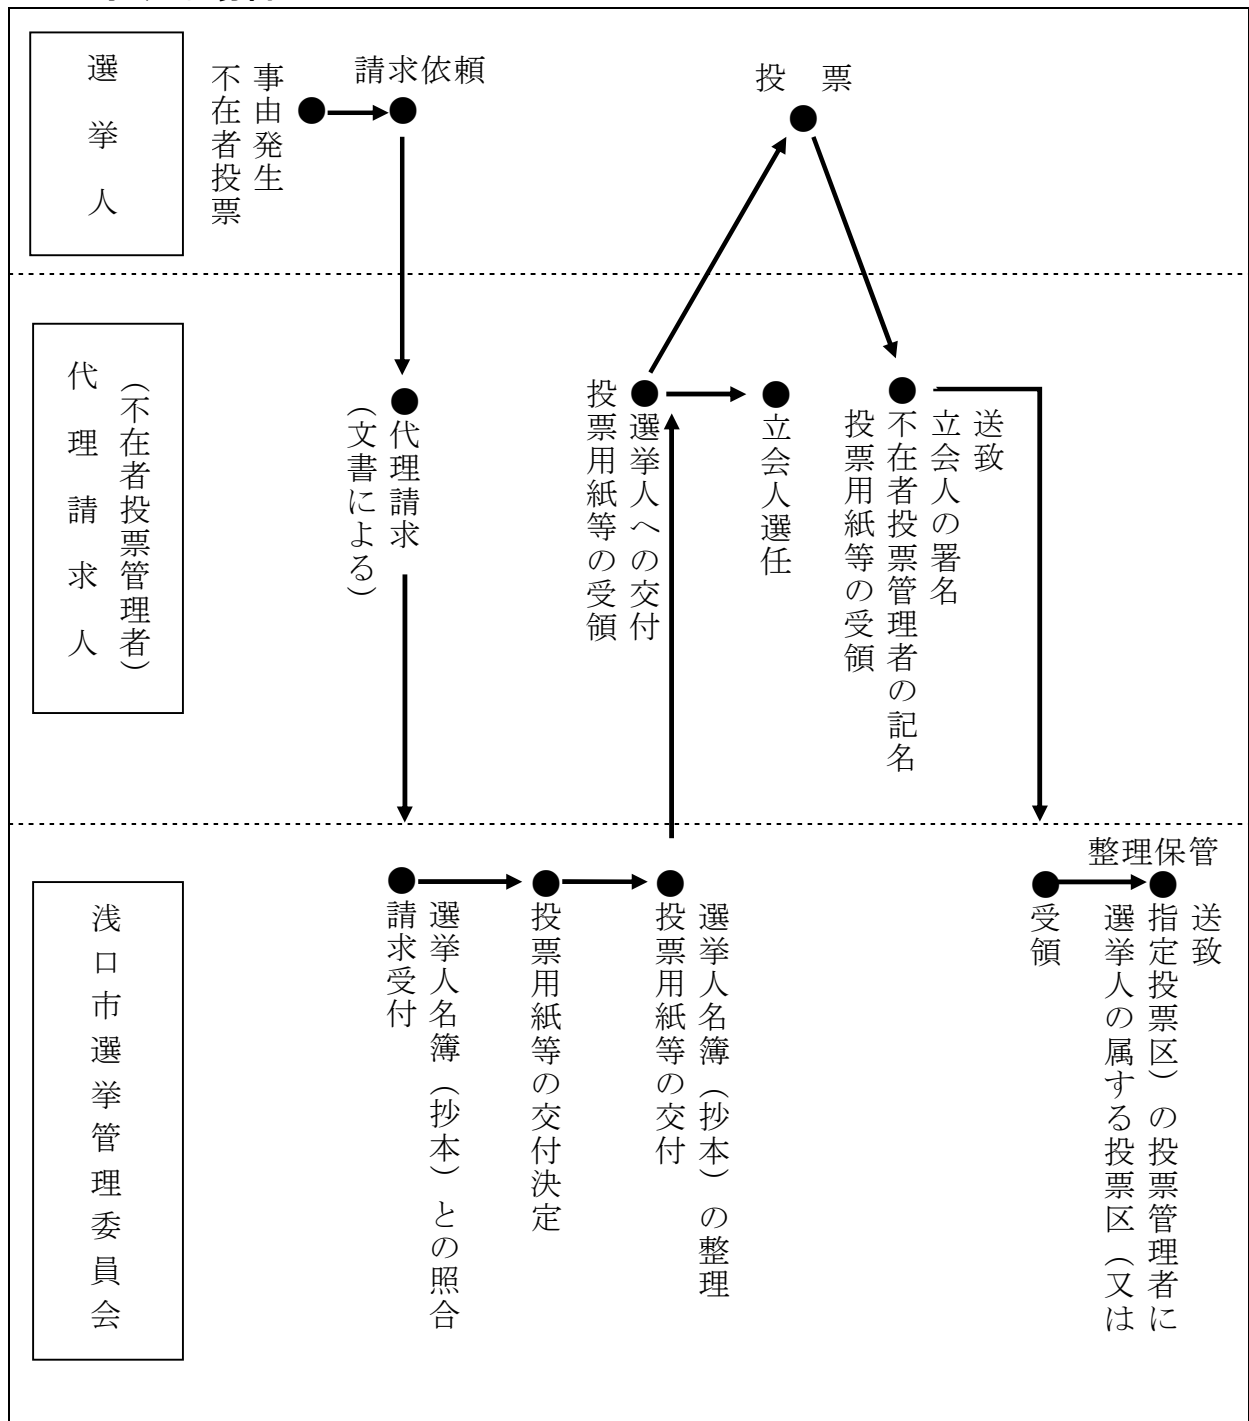 選挙人
不在者投票
事由発生
請求依頼
投票
代理請求人
（不在者投票管理者）
代理請求
（文書による）
投票用紙等の受領
選挙人への交付
立会人選任
投票用紙等の受領
不在者投票管理者の記名
立会人の署名
送致
浅口市選挙管理委員会
請求受付
選挙人名簿（抄本）との照合
投票用紙等の交付決定
投票用紙等の交付
選挙人名簿（抄本）の整理
受領
整理保管
選挙人の属する投票区（又は
指定投票区）の投票管理者に
送致